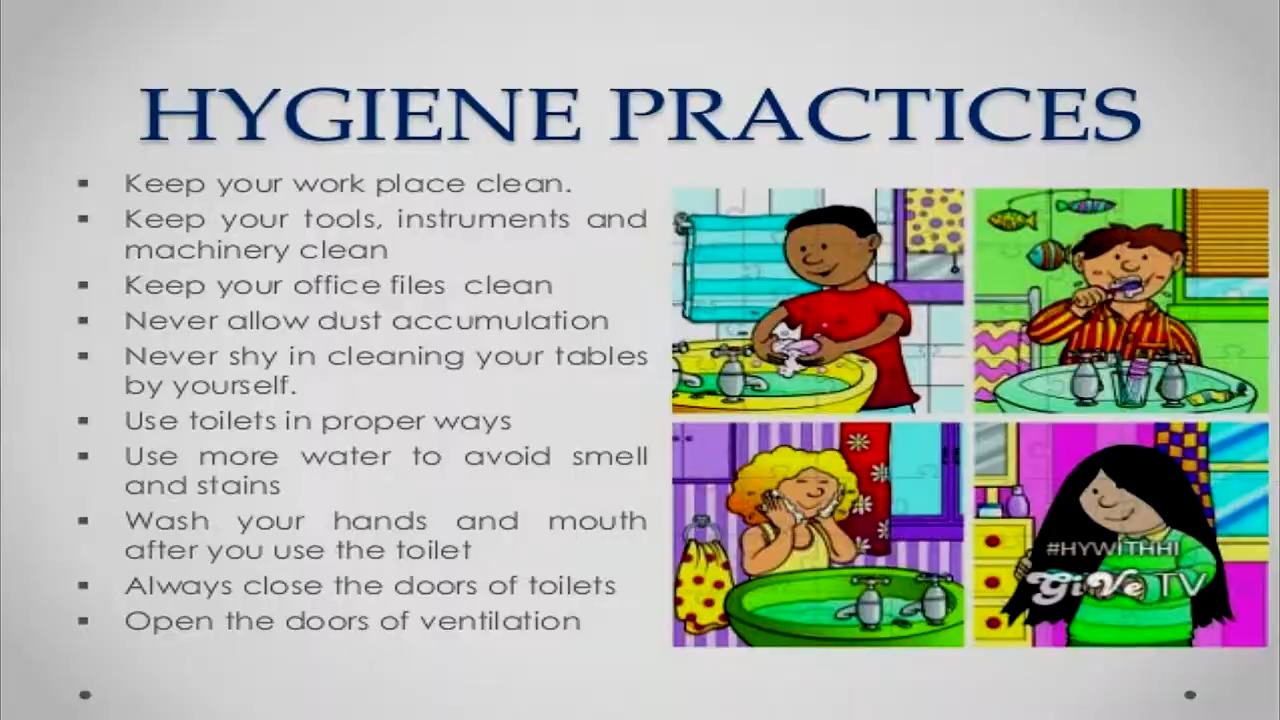 HYGIENE PRACTICES
Keep your work place clean.
Keep your tools, instruments and
machinery clean
Keep your office files clean
Never allow dust accumulation
Never shy in cleaning your tables
by yourself.
Use toilets in proper ways
Use more water to avoid smell
and stains
Wash your hands and mouth
after you use the toilet
Always close the doors of toilets
Open the doors of ventilation
#HYWITHHI
GiVe TV